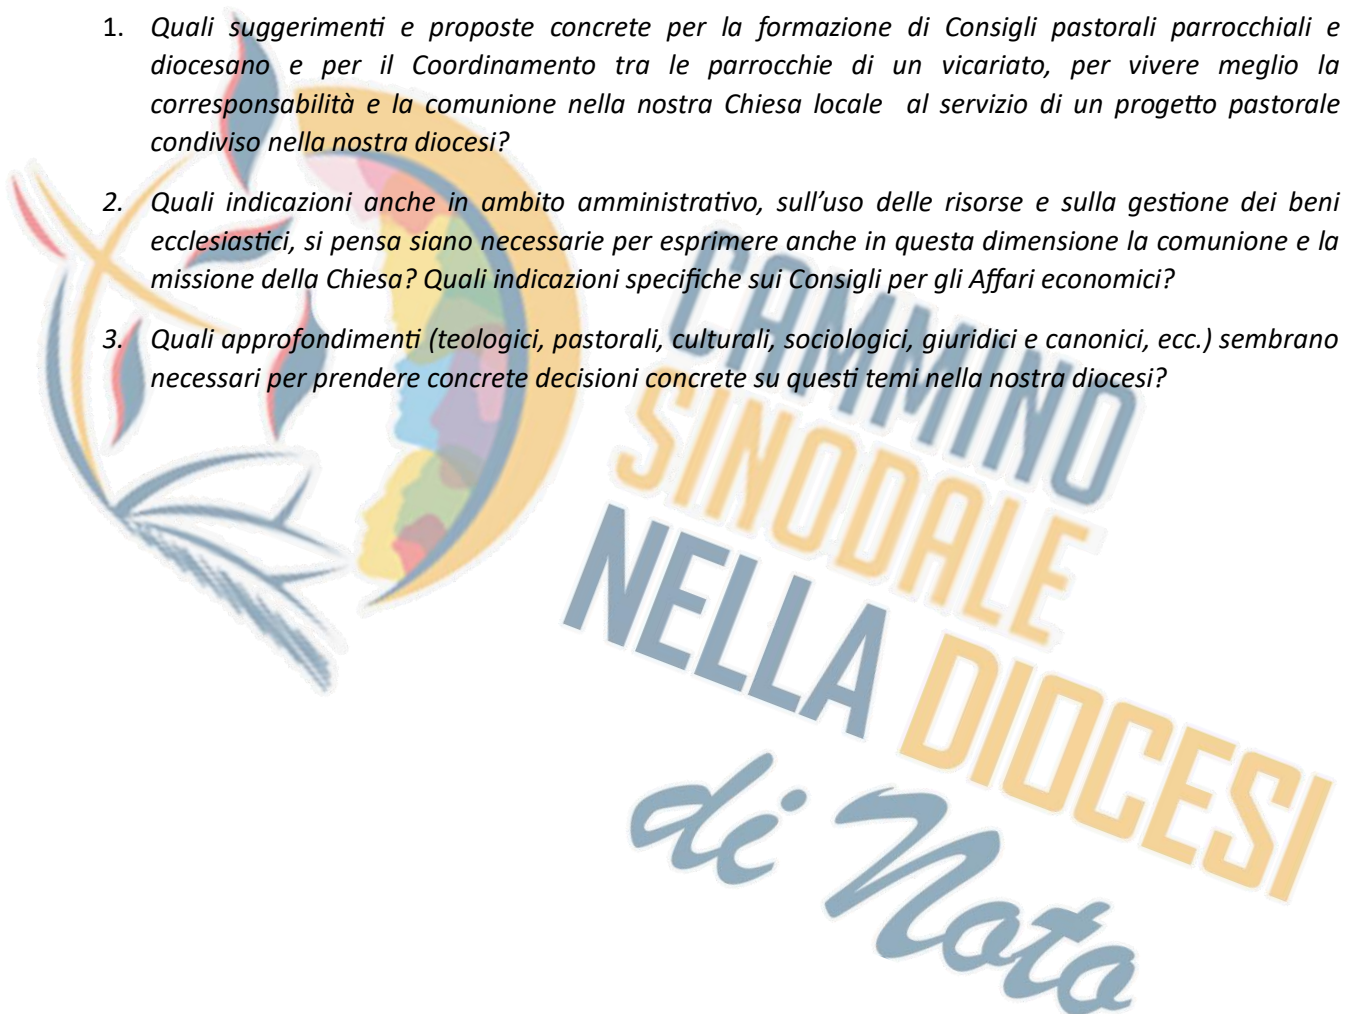 1. Quali suggerimenti e proposte concrete per la formazione di Consigli pastorali parrocchiali e
diocesano e per il Coordinamento tra le parrocchie di un vicariato, per vivere meglio la
corresponsabilità e la comunione nella nostra Chiesa locale al servizio di un progetto pastorale
condiviso nella nostra diocesi?
2. Quali indicazioni anche in ambito amministrativo, sull'uso delle risorse e sulla gestione dei beni
ecclesiastici, si pensa siano necessarie per esprimere anche in questa dimensione la comunione e la
missione della Chiesa? Quali indicazioni specifiche sui Consigli per gli Affari economici?
3. Quali approfondimenti (teologici, pastorali, culturali, sociologici, giuridici e canonici, ecc.) sembrano
necessari per prendere concrete decisioni concrete su questi temi nella nostra diocesi?
CAMMINO
SINODALE
NELLA DIOCESI
di Noto